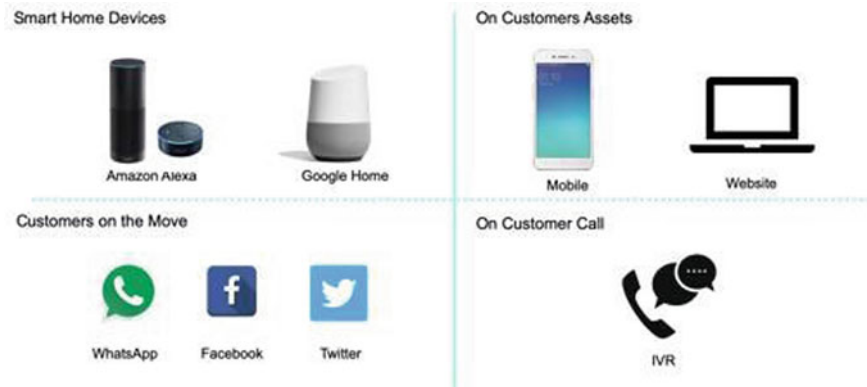 Smart Home Devices
On Customers Assets
Amazon Alexa
Google Home
Mobile
Website
Customers on the Move
On Customer Call
WhatsApp
Facebook
Twitter
IVR